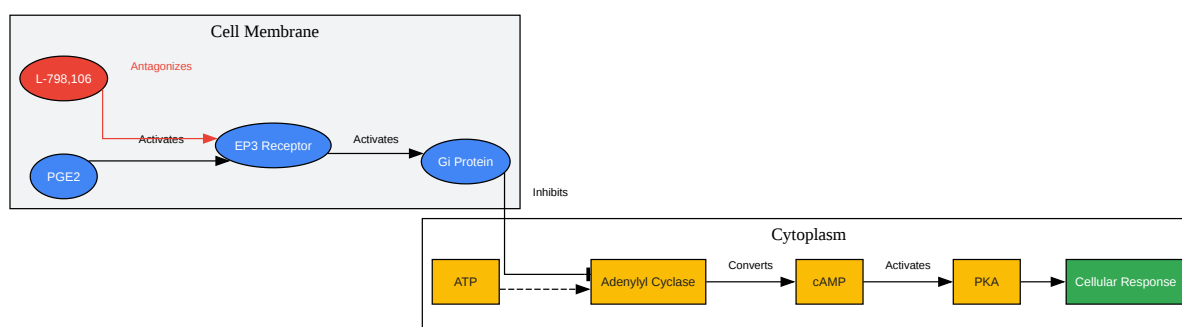 Cell Membrane
L-798,106
Antagonizes
Activates
EP3 Receptor
Activates
Gi Protein
PGE2
Inhibits
Cytoplasm
ATP
Adenylyl Cyclase
Converts
cAMP
Activates
PKA
Cellular Response